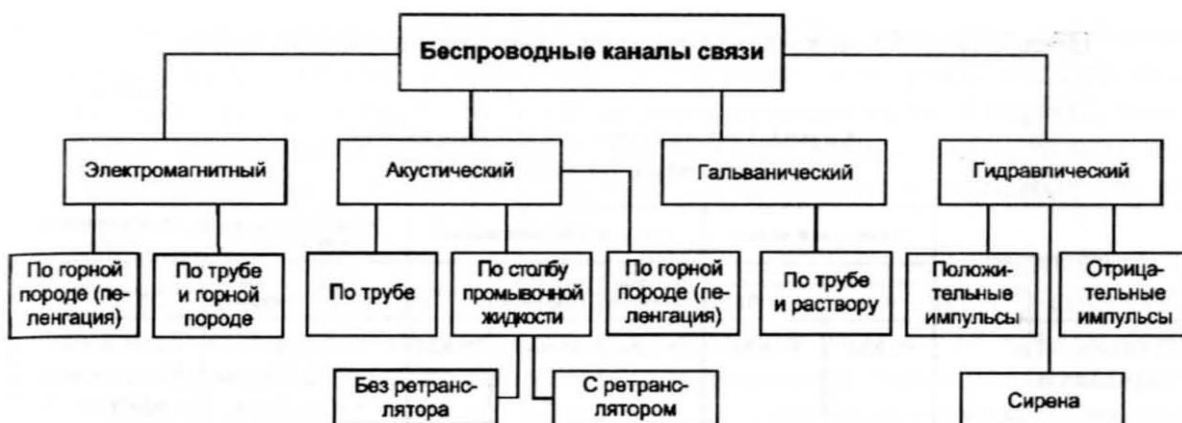 Беспроводные каналы связи
Электромагнитный
Акустический
Гальванический
Гидравлический
По горной
породе (пе-
ленгация)
По трубе
и горной
породе
По трубе
По столбу
промывочной
жидкости
По горной
породе (пе-
ленгация)
По трубе
и раствору
Положи-
тельные
импульсы
Отрица-
тельные
импульсы
Без ретранс-
лятора
С ретранс-
лятором
Сирена